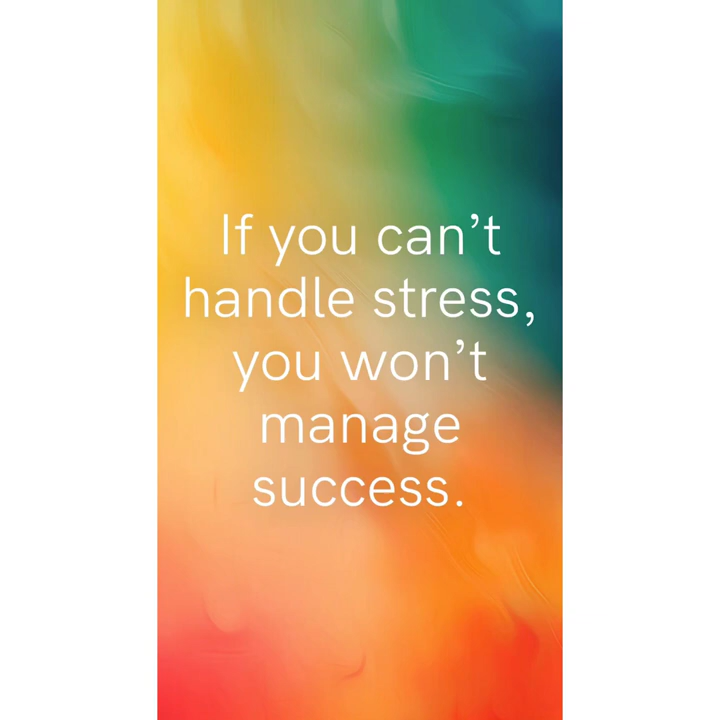 If you can’t
handle stress,
you won’t
manage
success.